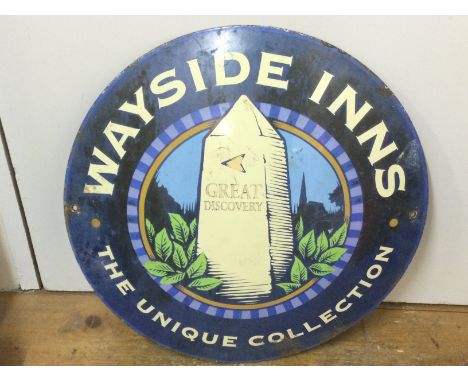 WAYSIDE INNS
GREAT
DISCOVERY
THE UNIQUE COLLECTION